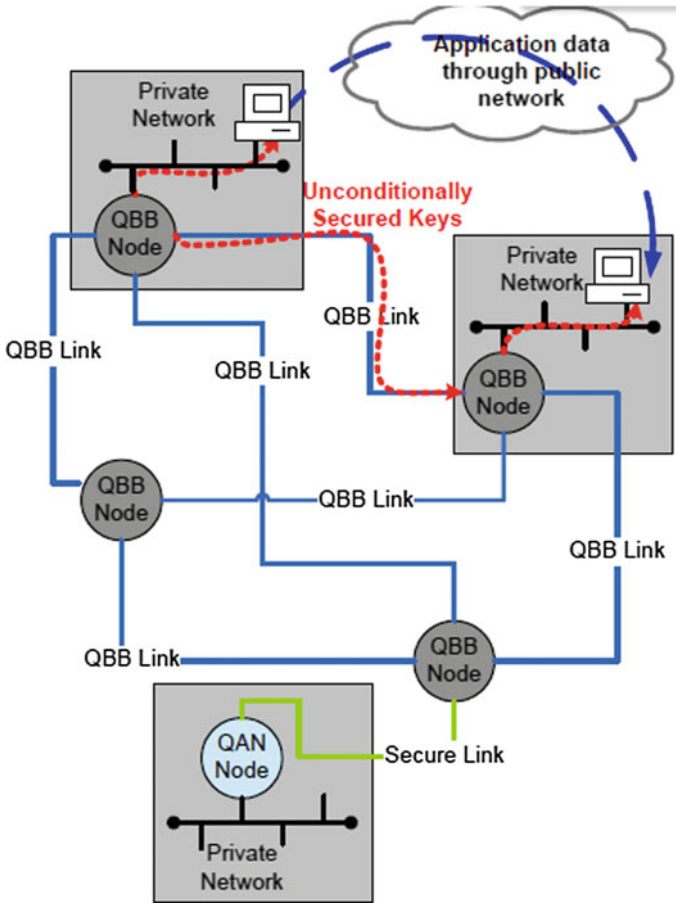 Application data
through public
network
Private
Network
Unconditionally
Secured Keys
QBB
Node
Private
Network
QBB Link
QBB Link
QBB Link
QBB
Node
QBB
Node
QBB Link
QBB Link
QBB Link
QBB
Node
QAN
Node
Secure Link
Private
Network